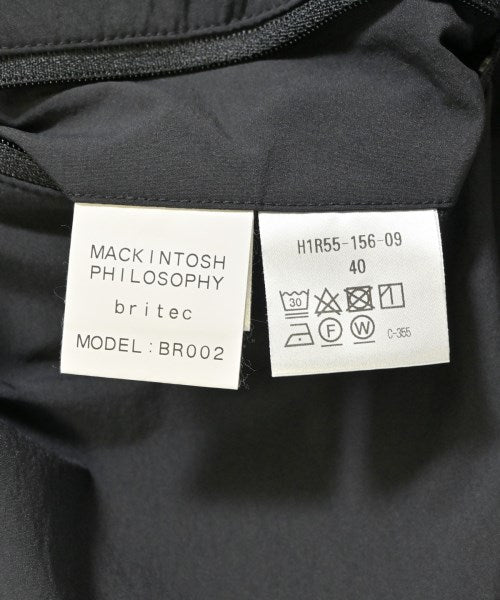 MACKINTOSH
PHILOSOPHY
britec
MODEL:BR002
H1R55-156-09
40
30
F W C-355